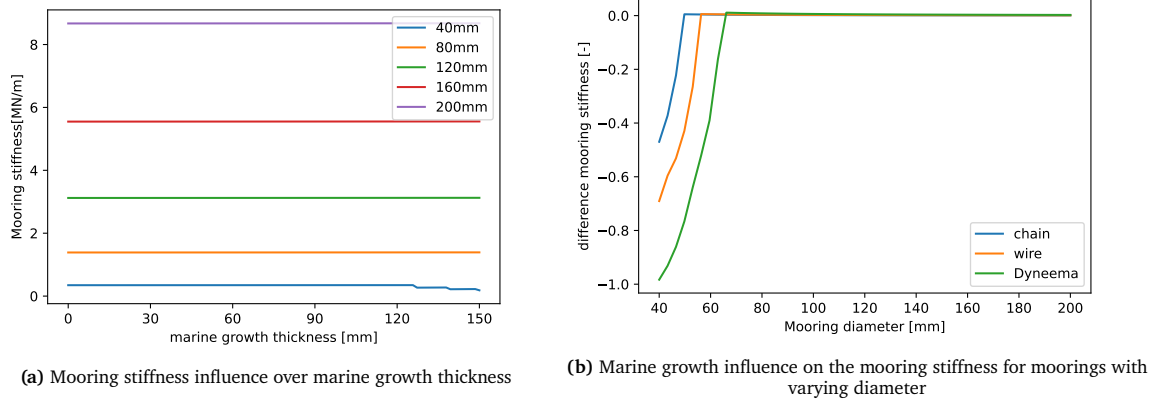 8
6
4
2
0
Mooring stiffness[MN/m]
40mm
80mm
120mm
160mm
200mm
0 30 60 90 120 150
marine growth thickness [mm]
(a) Mooring stiffness influence over marine growth thickness
0.0
−0.2
−0.4
−0.6
−0.8
−1.0
difference mooring stiffness [-]
chain
wire
Dyneema
40 60 80 100 120 140 160 180 200
Mooring diameter [mm]
(b) Marine growth influence on the mooring stiffness for moorings with
varying diameter